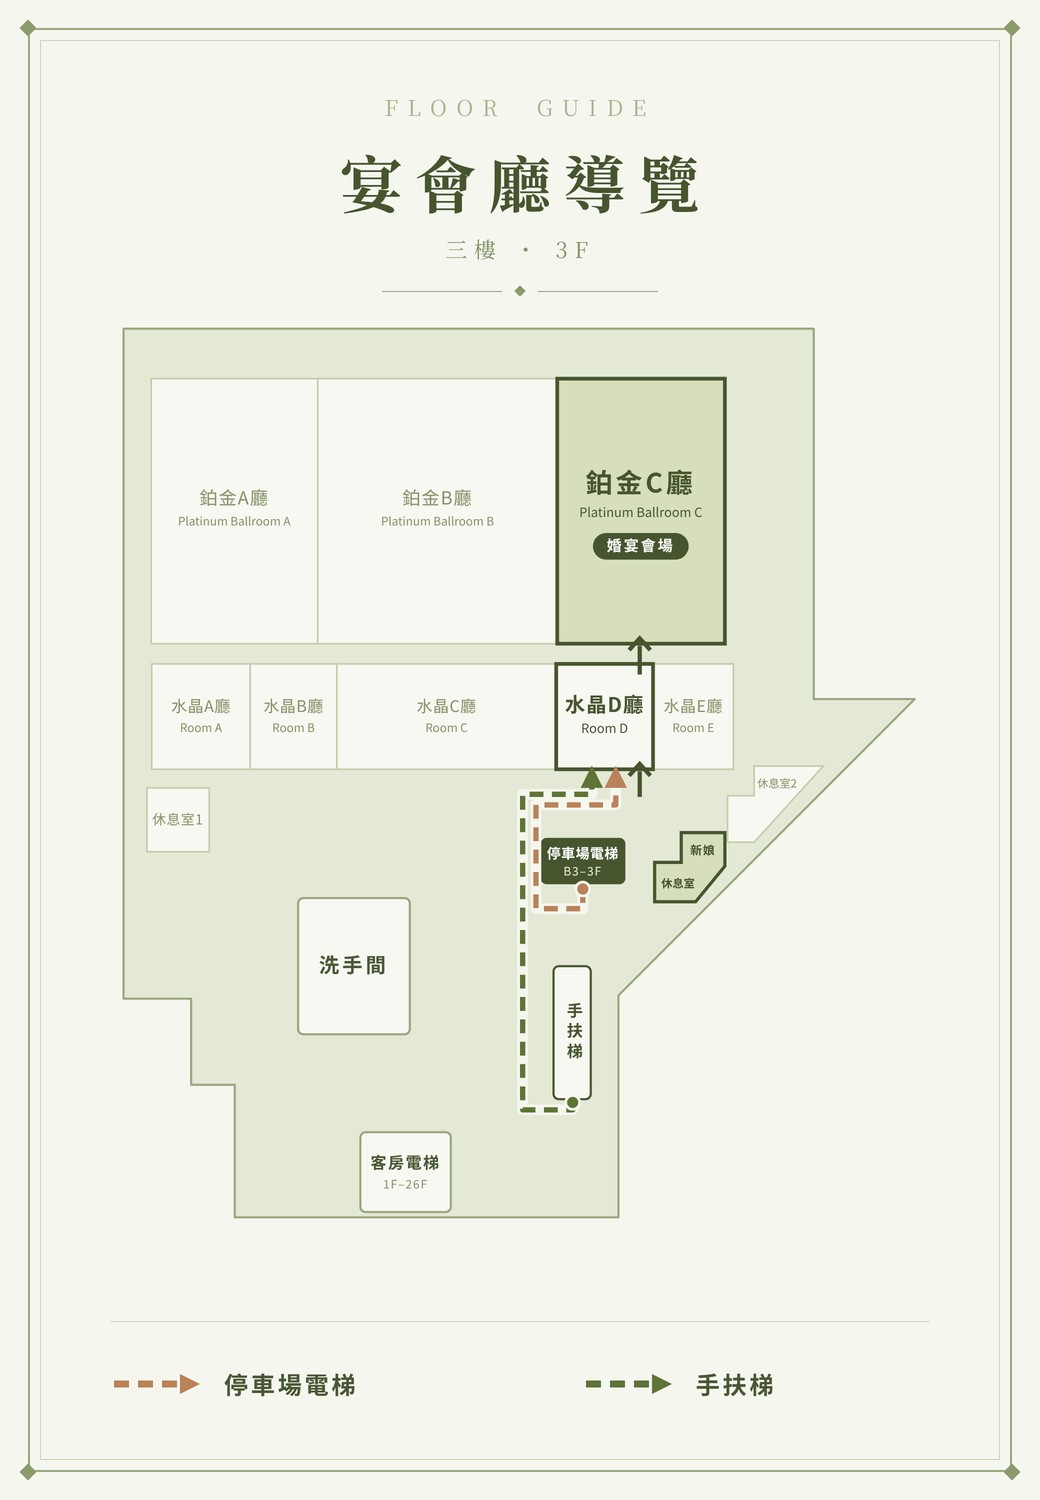 FLOOR GUIDE
宴會廳導覽
三樓 · 3F
鉑金A廳
Platinum Ballroom A
鉑金B廳
Platinum Ballroom B
鉑金C廳
Platinum Ballroom C
婚宴會場
水晶A廳
Room A
水晶B廳
Room B
水晶C廳
Room C
水晶D廳
Room D
水晶E廳
Room E
休息室1
休息室2
停車場電梯
B3–3F
新娘
休息室
洗手間
手
扶
梯
客房電梯
1F–26F
停車場電梯
手扶梯